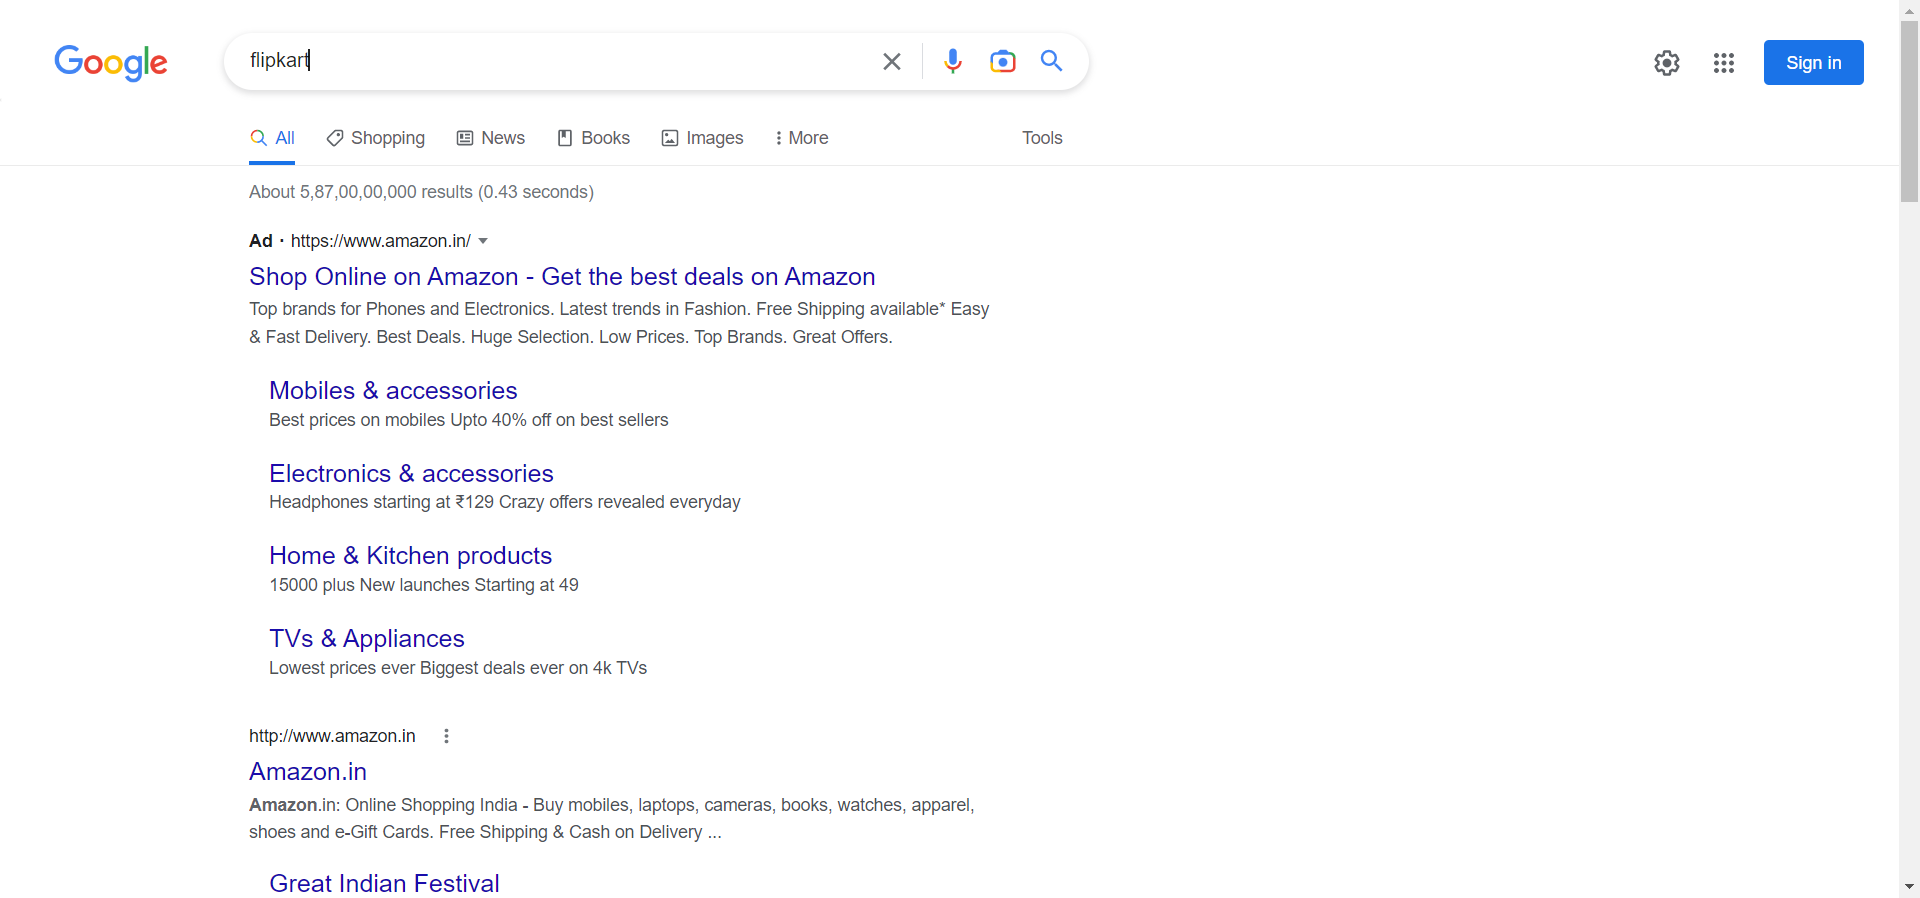 Google
flipkart
Sign in
All Shopping News Books Images More Tools
About 5,87,00,00,000 results (0.43 seconds)
Ad · https://www.amazon.in/
Shop Online on Amazon - Get the best deals on Amazon
Top brands for Phones and Electronics. Latest trends in Fashion. Free Shipping available* Easy
& Fast Delivery. Best Deals. Huge Selection. Low Prices. Top Brands. Great Offers.
Mobiles & accessories
Best prices on mobiles Upto 40% off on best sellers
Electronics & accessories
Headphones starting at ₹129 Crazy offers revealed everyday
Home & Kitchen products
15000 plus New launches Starting at 49
TVs & Appliances
Lowest prices ever Biggest deals ever on 4k TVs
http://www.amazon.in
Amazon.in
Amazon.in: Online Shopping India - Buy mobiles, laptops, cameras, books, watches, apparel,
shoes and e-Gift Cards. Free Shipping & Cash on Delivery ...
Great Indian Festival